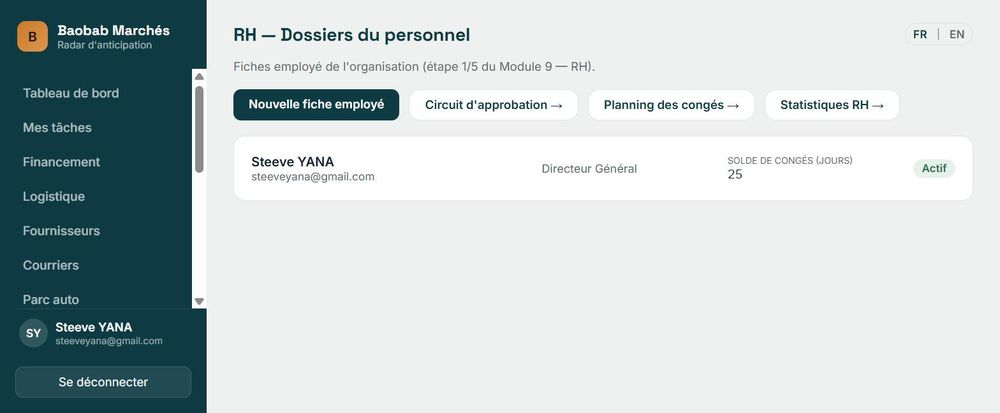 B
Baobab Marchés
Radar d'anticipation
Tableau de bord
Mes tâches
Financement
Logistique
Fournisseurs
Courriers
Parc auto
SY
Steeve YANA
steeveyana@gmail.com
Se déconnecter
RH — Dossiers du personnel
FR | EN
Fiches employé de l'organisation (étape 1/5 du Module 9 — RH).
Nouvelle fiche employé
Circuit d'approbation →
Planning des congés →
Statistiques RH →
Steeve YANA
steeveyana@gmail.com
Directeur Général
SOLDE DE CONGÉS (JOURS)
25
Actif